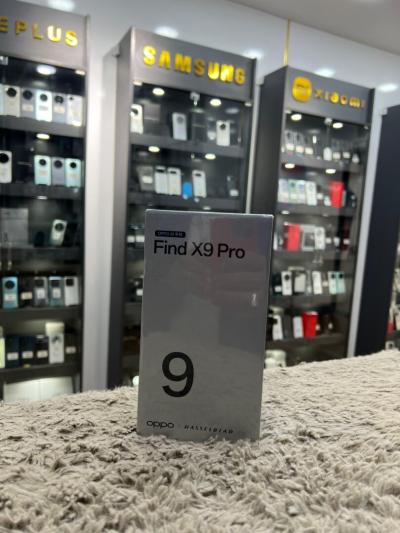 EPLUS
SAMSUNG
xiaomi
Find X9 Pro
9
oppo HASSELBLAD